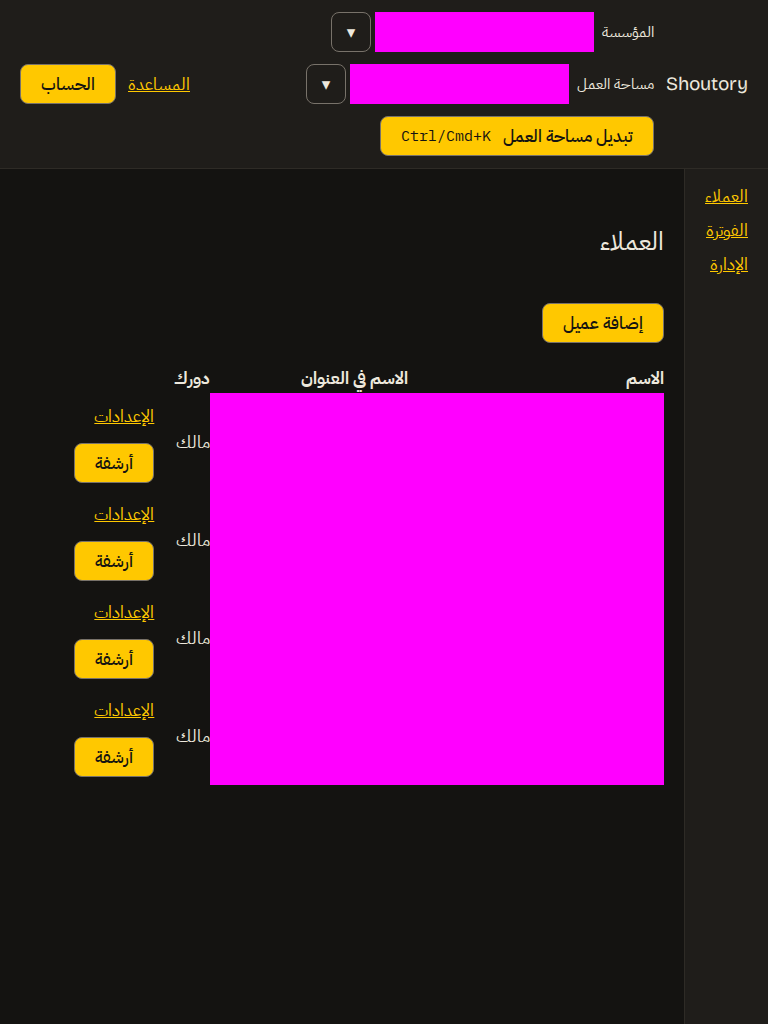 المؤسسة ▼
Shoutory مساحة العمل ▼ المساعدة الحساب
تبديل مساحة العمل Ctrl/Cmd+K
العملاء
الفوترة
الإدارة
العملاء
إضافة عميل
الاسم الاسم في العنوان دورك
مالك الإعدادات
أرشفة
مالك الإعدادات
أرشفة
مالك الإعدادات
أرشفة
مالك الإعدادات
أرشفة